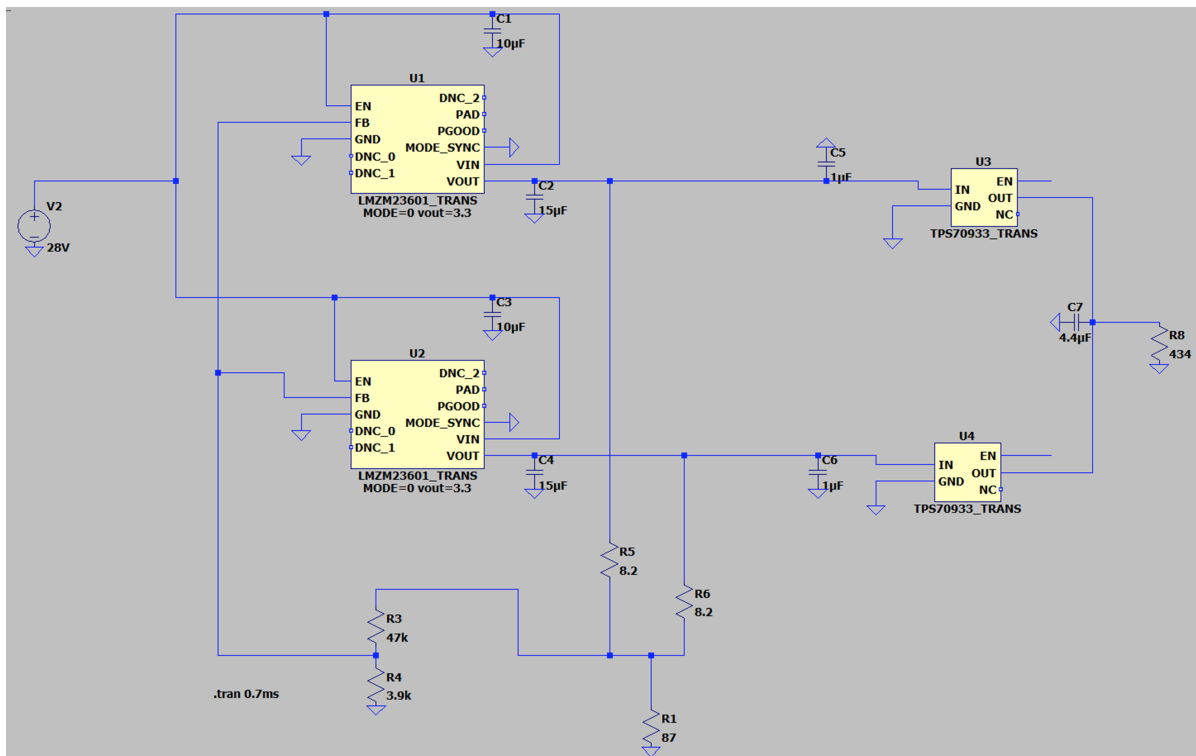 C1
10µF
U1
EN
FB
GND
DNC_0
DNC_1
DNC_2
PAD
PGOOD
MODE_SYNC
VIN
VOUT
LMZM23601_TRANS
MODE=0 vout=3.3
C2
15µF
C5
1µF
U3
IN
GND
EN
OUT
NC
TPS70933_TRANS
V2
28V
C3
10µF
U2
EN
FB
GND
DNC_0
DNC_1
DNC_2
PAD
PGOOD
MODE_SYNC
VIN
VOUT
LMZM23601_TRANS
MODE=0 vout=3.3
C4
15µF
C6
1µF
C7
4.4µF
R8
434
U4
IN
GND
EN
OUT
NC
TPS70933_TRANS
R5
8.2
R6
8.2
R3
47k
R4
3.9k
.tran 0.7ms
R1
87